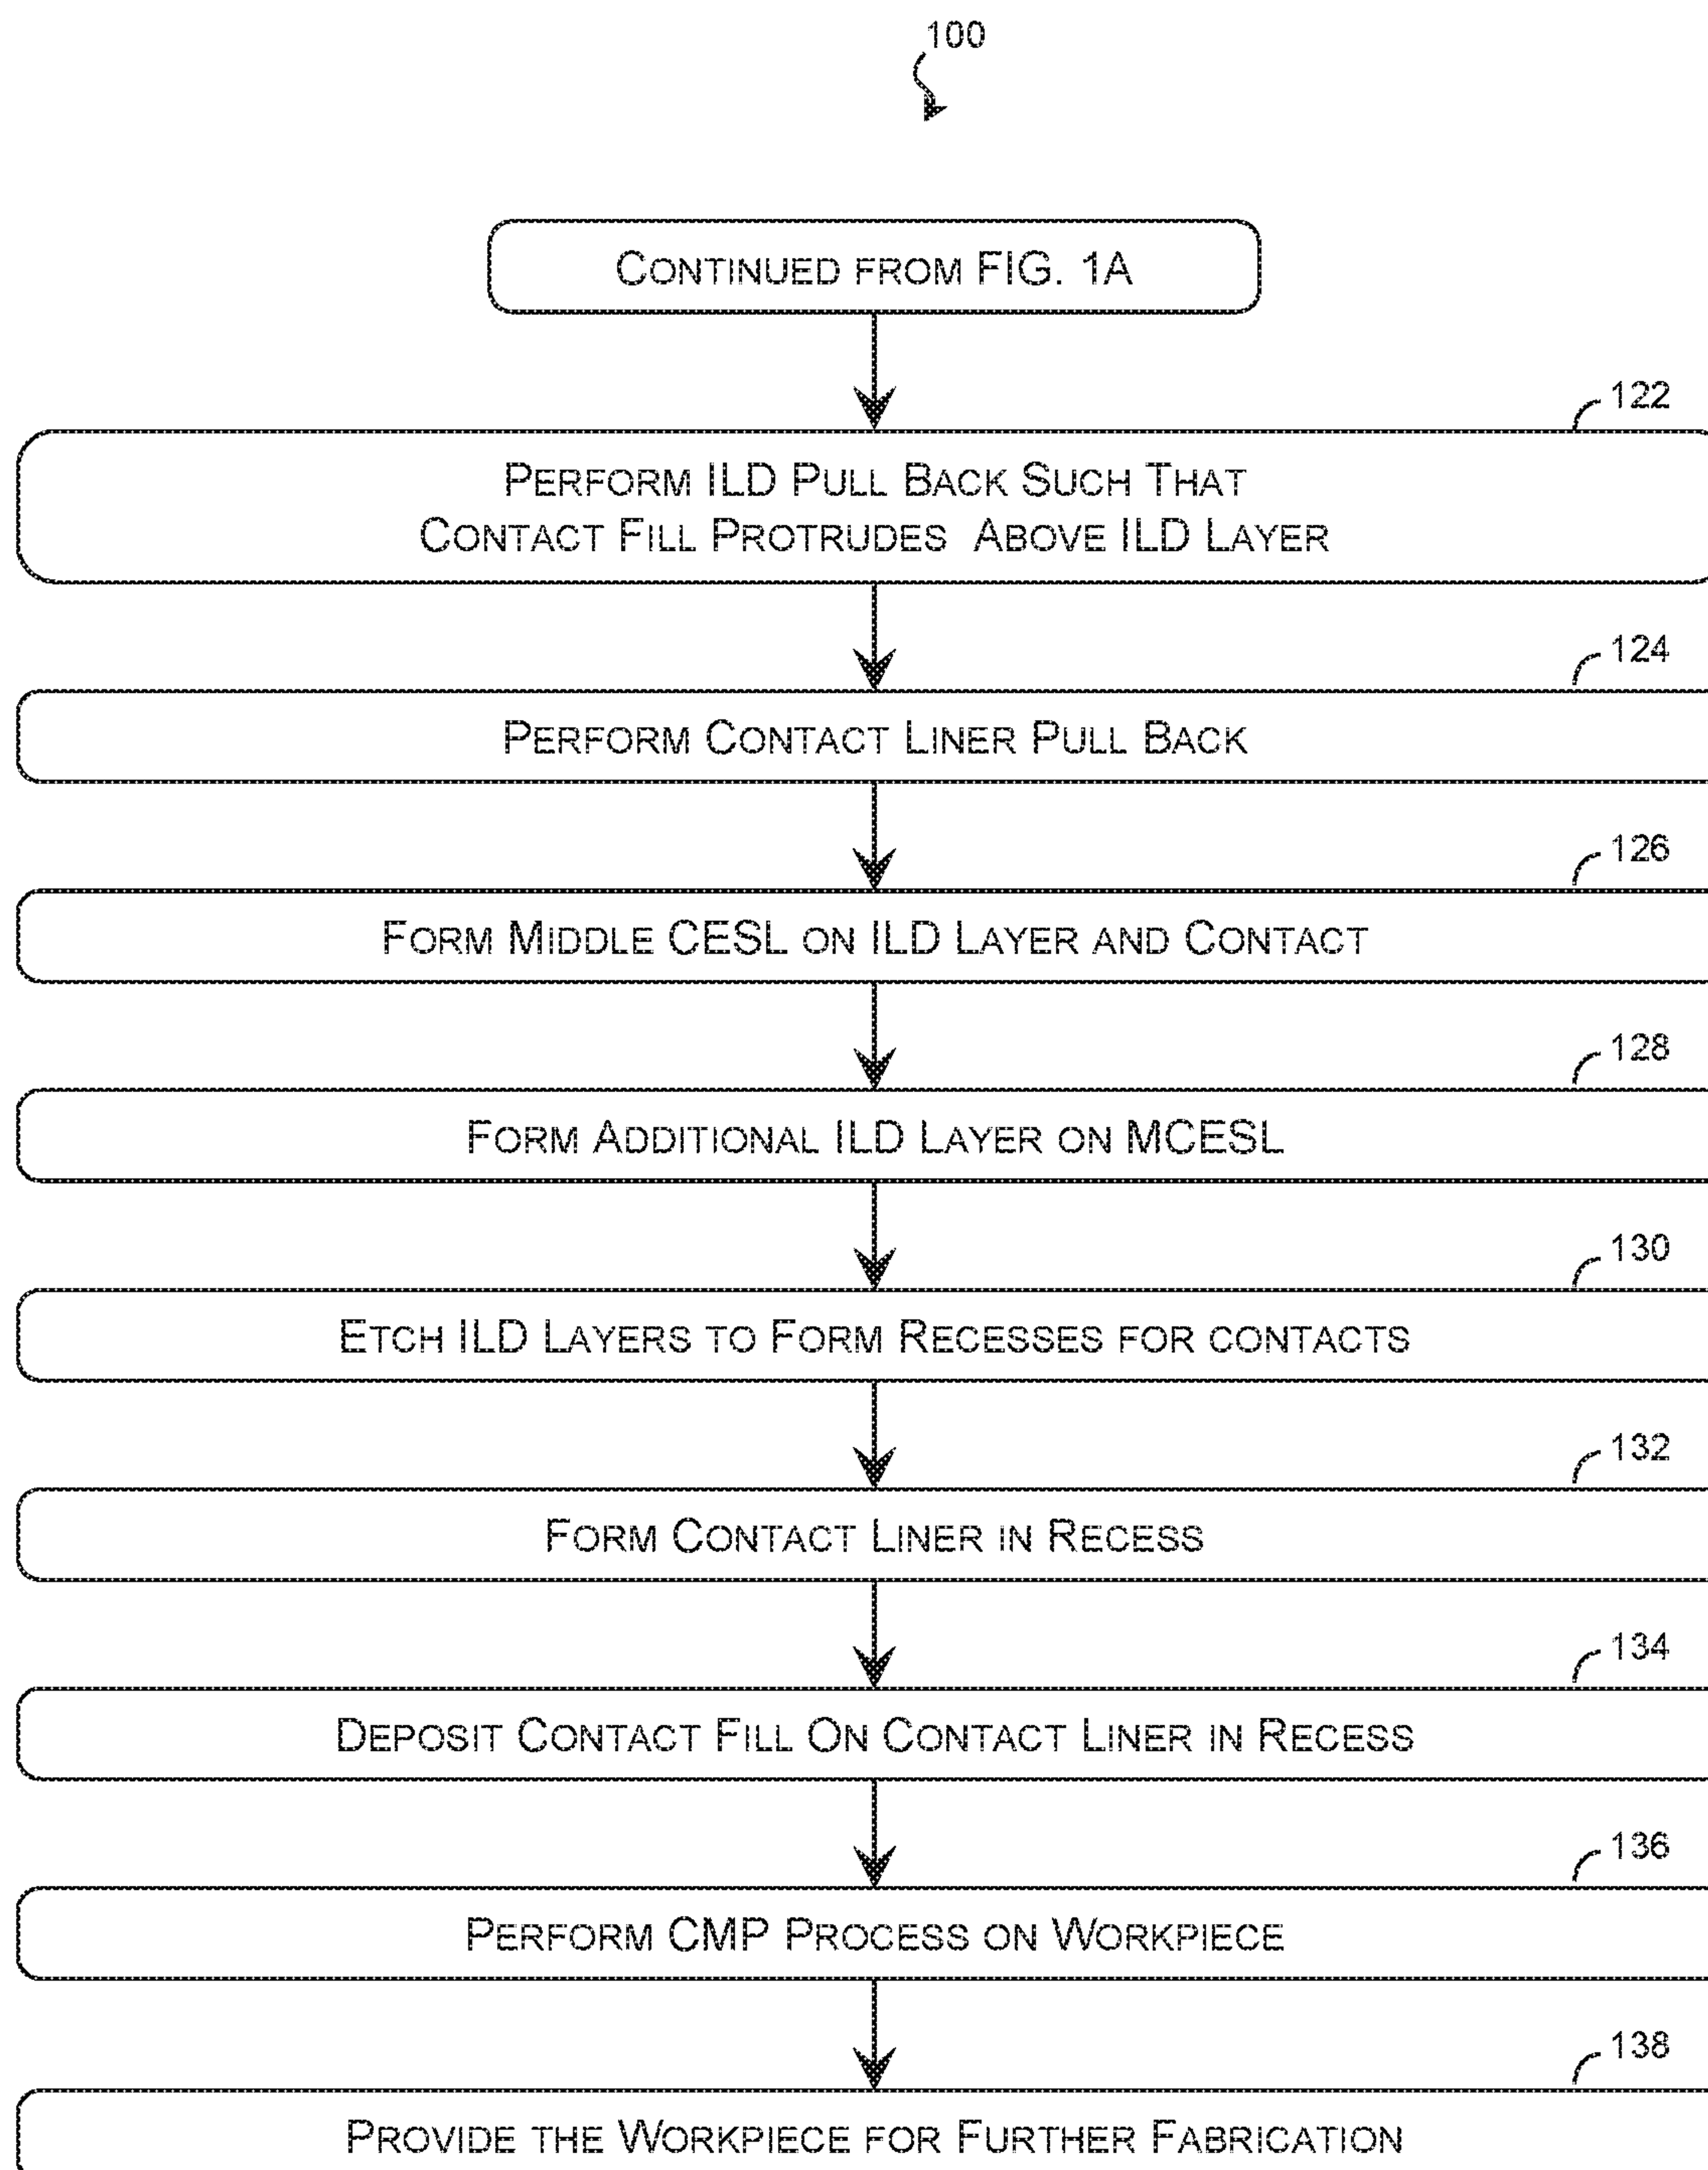 100
CONTINUED FROM FIG. 1A
122
PERFORM ILD PULL BACK SUCH THAT
CONTACT FILL PROTRUDES ABOVE ILD LAYER
124
PERFORM CONTACT LINER PULL BACK
126
FORM MIDDLE CESL ON ILD LAYER AND CONTACT
128
FORM ADDITIONAL ILD LAYER ON MCESL
130
ETCH ILD LAYERS TO FORM RECESSES FOR CONTACTS
132
FORM CONTACT LINER IN RECESS
134
DEPOSIT CONTACT FILL ON CONTACT LINER IN RECESS
136
PERFORM CMP PROCESS ON WORKPIECE
138
PROVIDE THE WORKPIECE FOR FURTHER FABRICATION